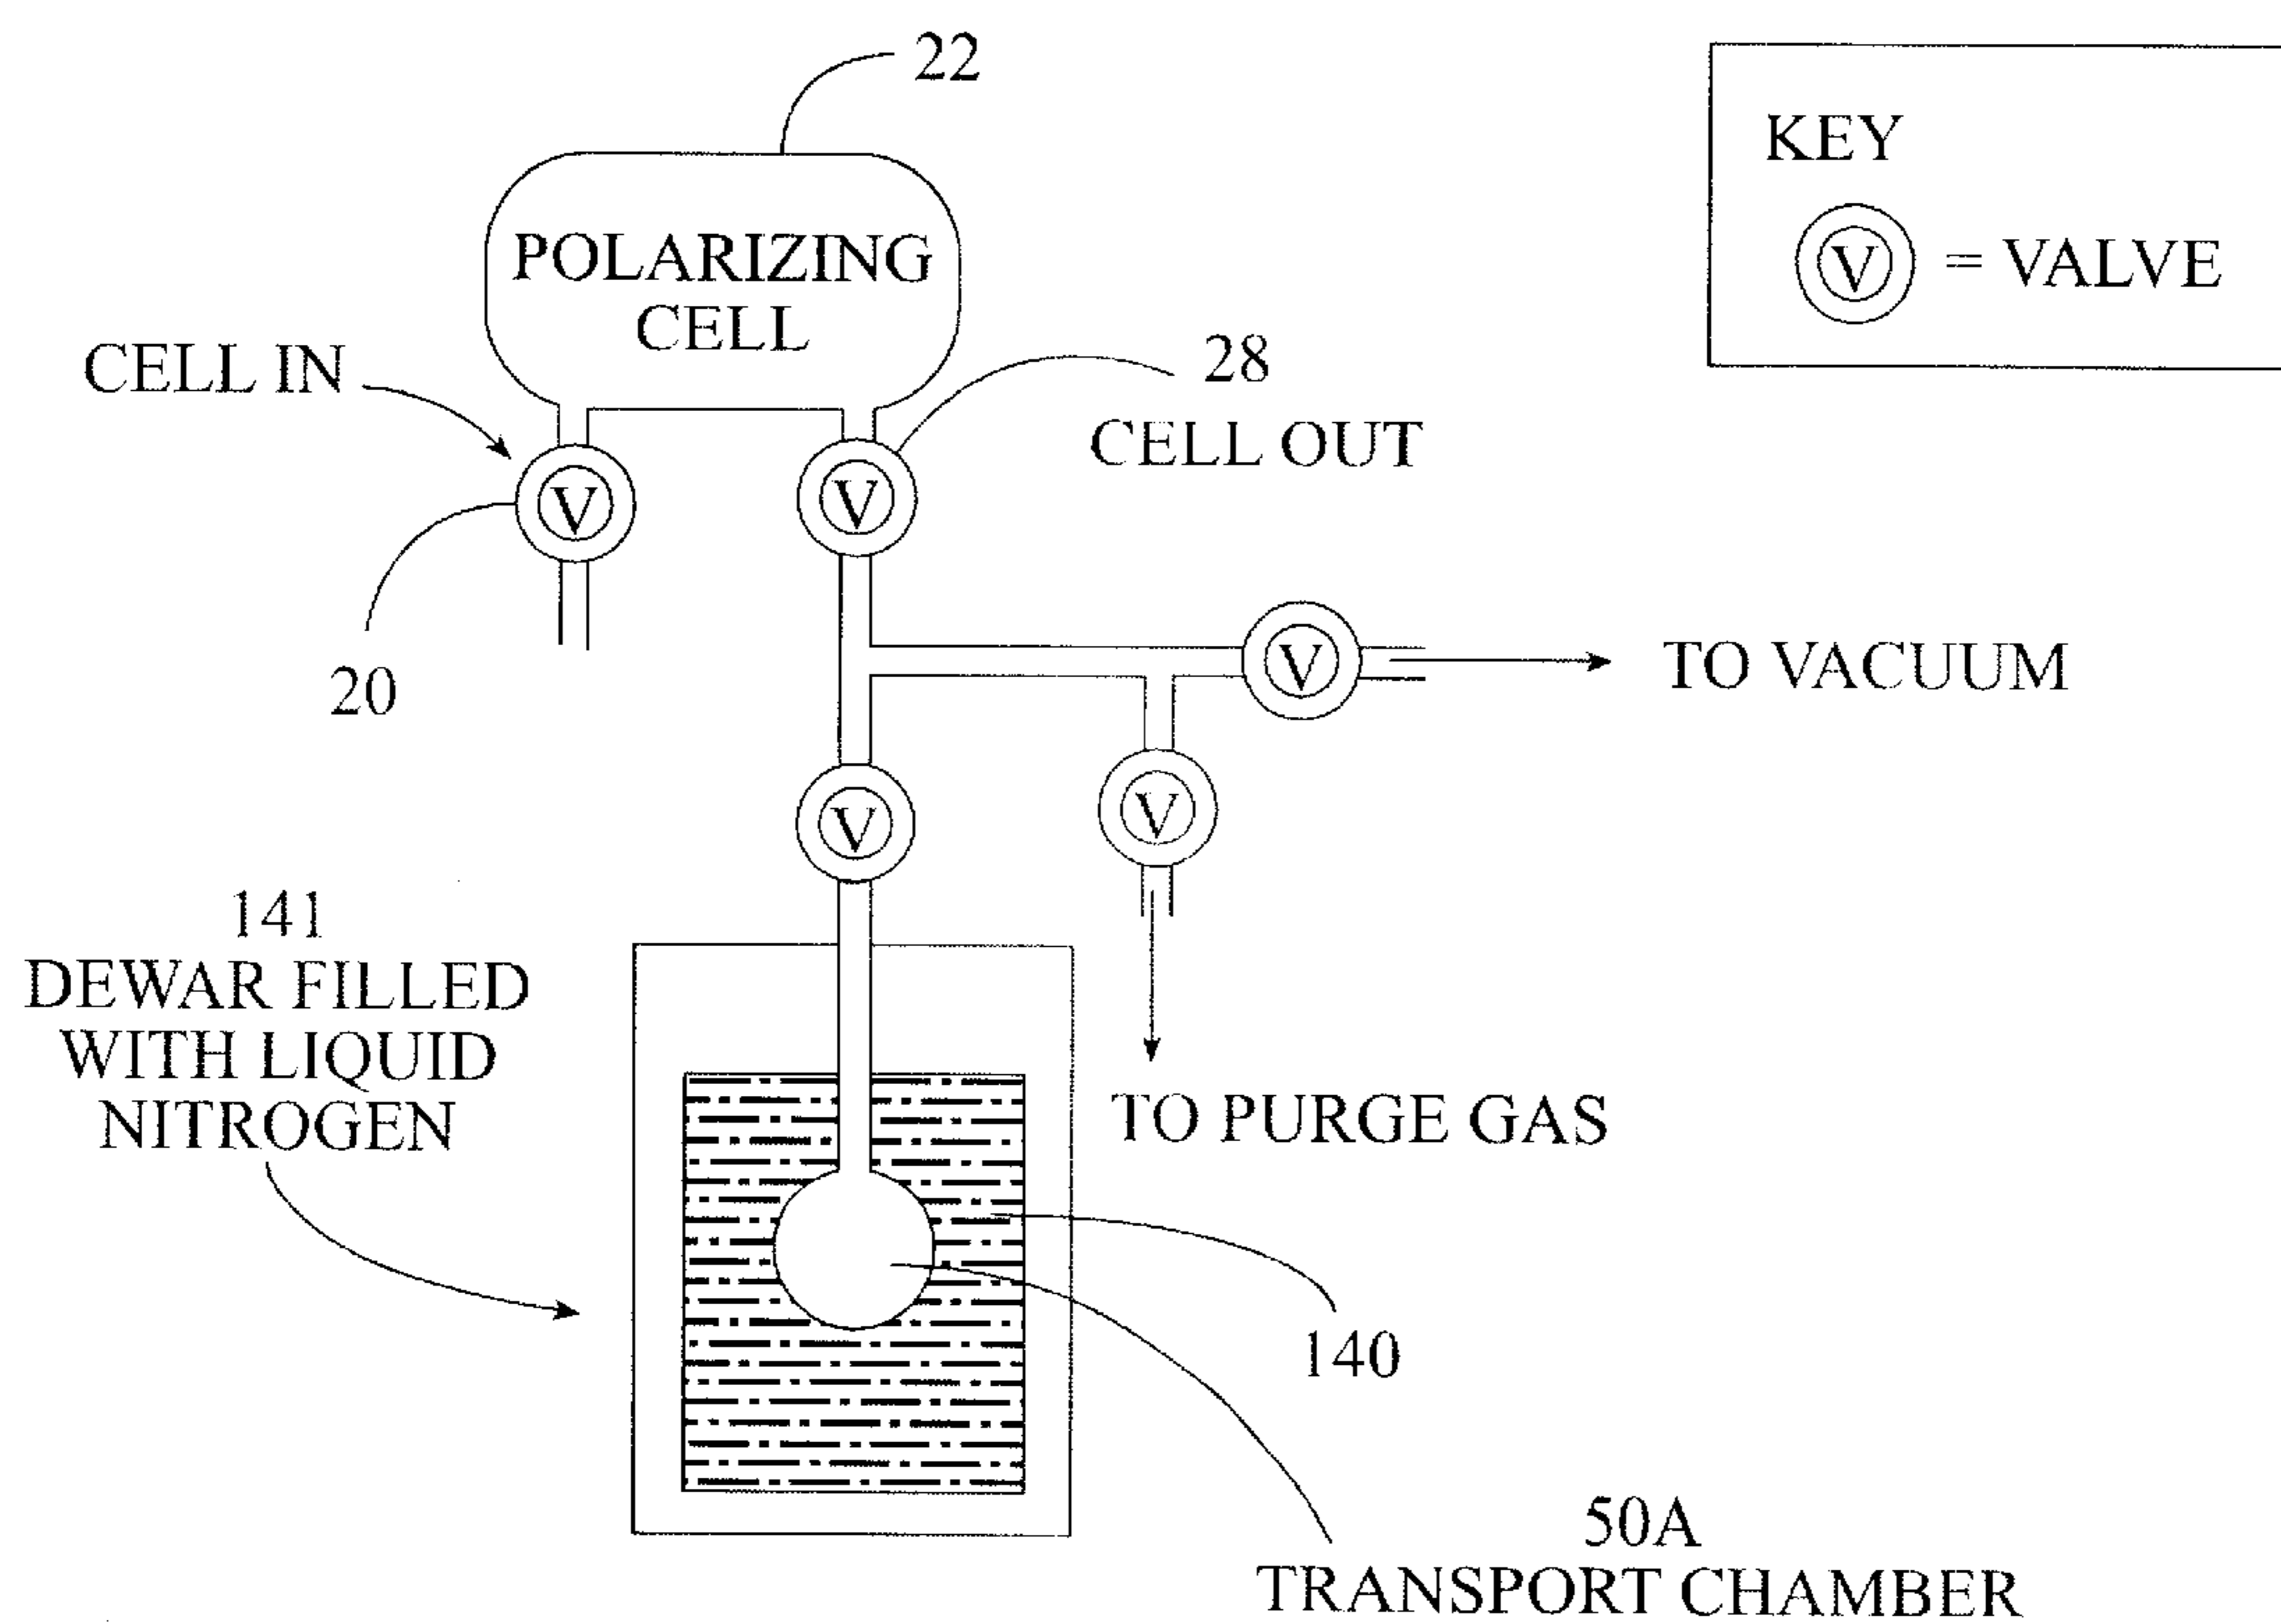 22
KEY
V = VALVE
POLARIZING
CELL
CELL IN
28
CELL OUT
V
V
20
V
TO VACUUM
V
V
141
DEWAR FILLED
WITH LIQUID
NITROGEN
TO PURGE GAS
140
50A
TRANSPORT CHAMBER